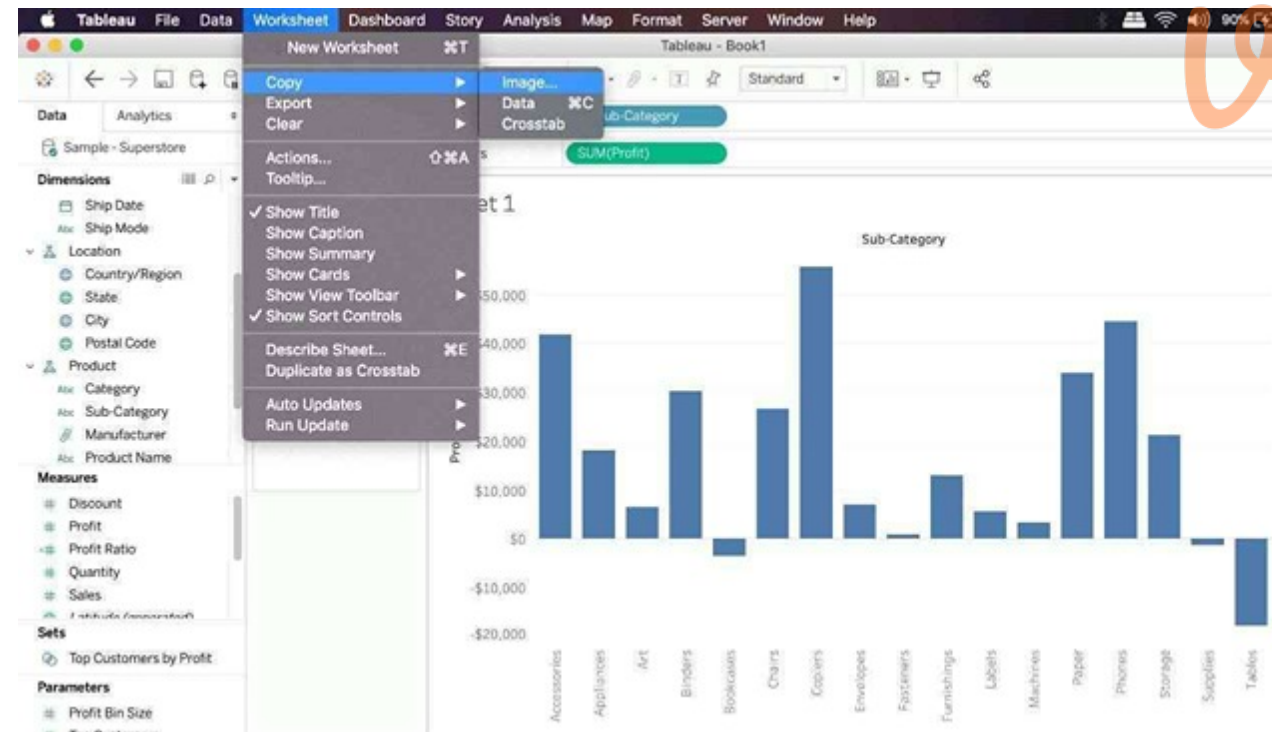 Tableau File Data Worksheet Dashboard Story Analysis Map Format Server Window Help 90%
Tableau - Book1
Standard
Data Analytics
Sample - Superstore
Dimensions
Ship Date
Abc Ship Mode
Location
Country/Region
State
City
Postal Code
Product
Abc Category
Abc Sub-Category
Manufacturer
Abc Product Name
Measures
Discount
Profit
Profit Ratio
Quantity
Sales
Sets
Top Customers by Profit
Parameters
Profit Bin Size
New Worksheet ⌘T
Copy
Export
Clear
Actions... ⇧⌘A
Tooltip...
✓ Show Title
Show Caption
Show Summary
Show Cards
Show View Toolbar
✓ Show Sort Controls
Describe Sheet... ⌘E
Duplicate as Crosstab
Auto Updates
Run Update
Image...
Data ⌘C
Crosstab
ub-Category
SUM(Profit)
et 1
Sub-Category
$50,000
$40,000
$30,000
$20,000
$10,000
$0
-$10,000
-$20,000
Pro
Accessories
Appliances
Art
Binders
Bookcases
Chairs
Copiers
Envelopes
Fasteners
Furnishings
Labels
Machines
Paper
Phones
Storage
Supplies
Tables